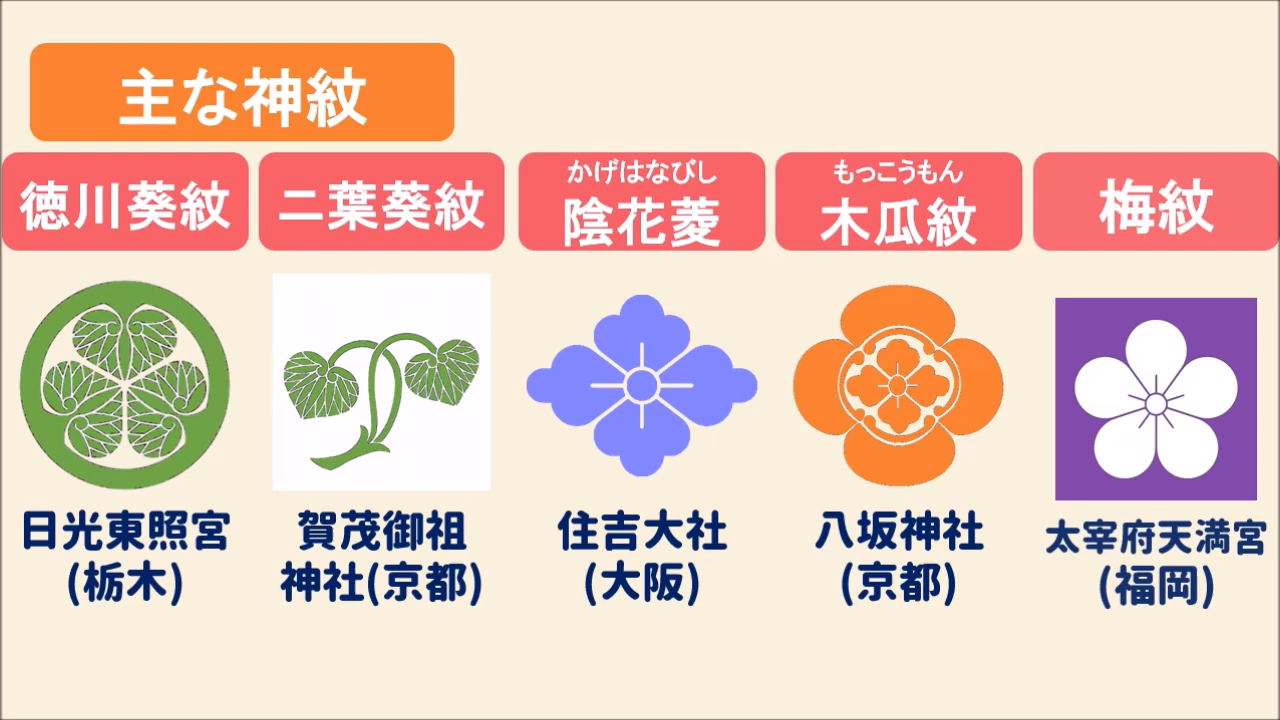 主な神紋
徳川葵紋
二葉葵紋
かげはなびし
陰花菱
もっこうもん
木瓜紋
梅紋
日光東照宮
(栃木)
賀茂御祖
神社(京都)
住吉大社
(大阪)
八坂神社
(京都)
太宰府天満宮
(福岡)